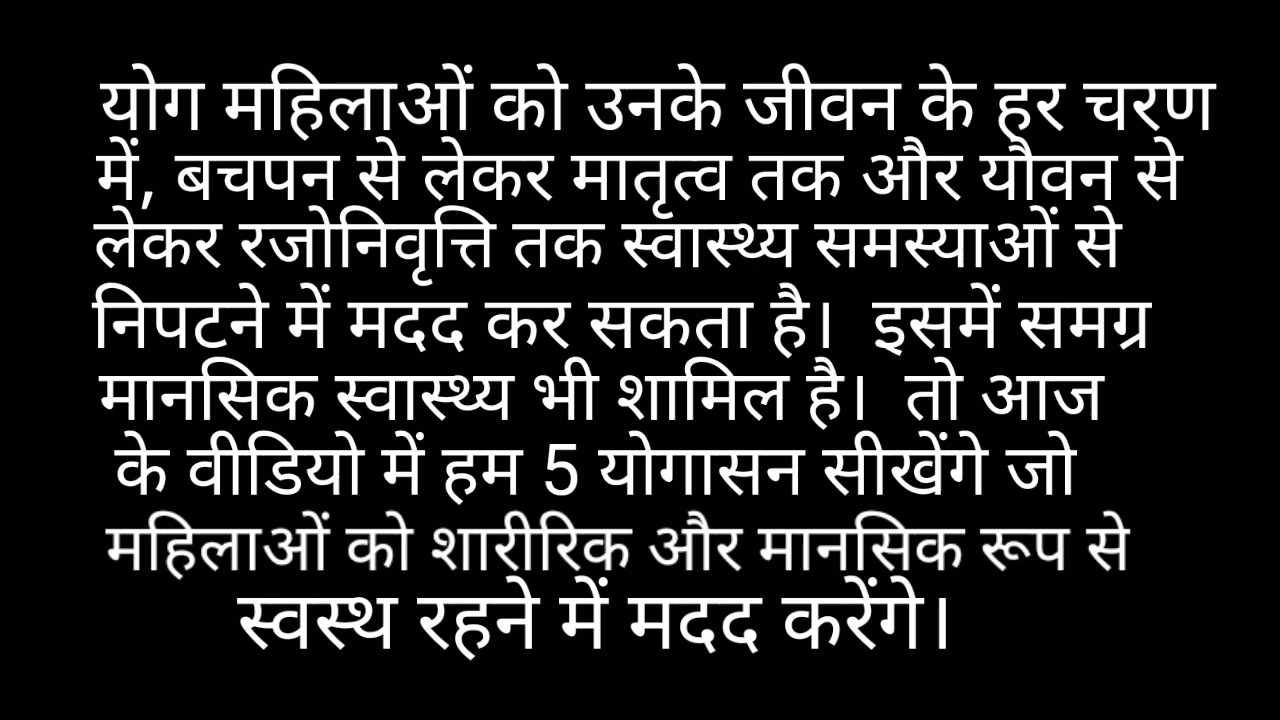 योग महिलाओं को उनके जीवन के हर चरण
में, बचपन से लेकर मातृत्व तक और यौवन से
लेकर रजोनिवृत्ति तक स्वास्थ्य समस्याओं से
निपटने में मदद कर सकता है। इसमें समग्र
मानसिक स्वास्थ्य भी शामिल है। तो आज
के वीडियो में हम 5 योगासन सीखेंगे जो
महिलाओं को शारीरिक और मानसिक रूप से
स्वस्थ रहने में मदद करेंगे।